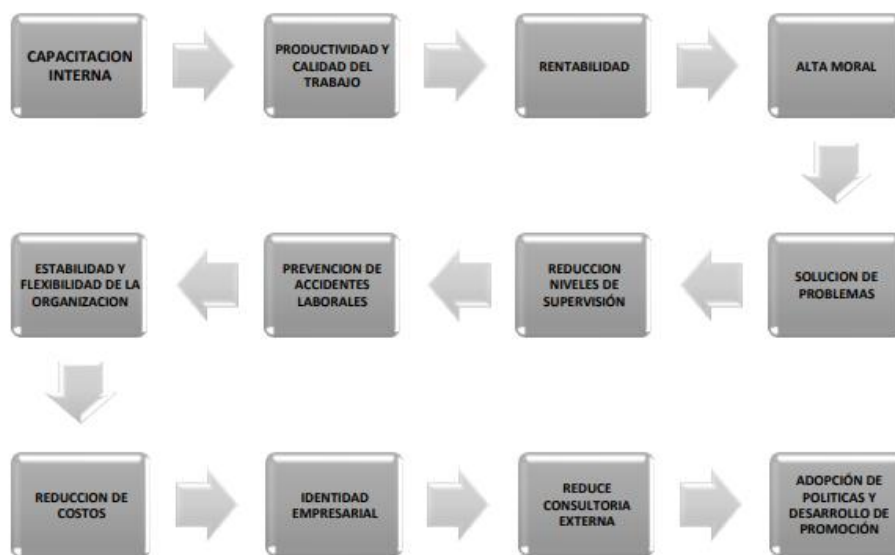 CAPACITACION
INTERNA
PRODUCTIVIDAD Y
CALIDAD DEL
TRABAJO
RENTABILIDAD
ALTA MORAL
SOLUCION DE
PROBLEMAS
REDUCCION
NIVELES DE
SUPERVISIÓN
PREVENCION DE
ACCIDENTES
LABORALES
ESTABILIDAD Y
FLEXIBILIDAD DE LA
ORGANIZACION
REDUCCION DE
COSTOS
IDENTIDAD
EMPRESARIAL
REDUCE
CONSULTORIA
EXTERNA
ADOPCIÓN DE
POLITICAS Y
DESARROLLO DE
PROMOCIÓN